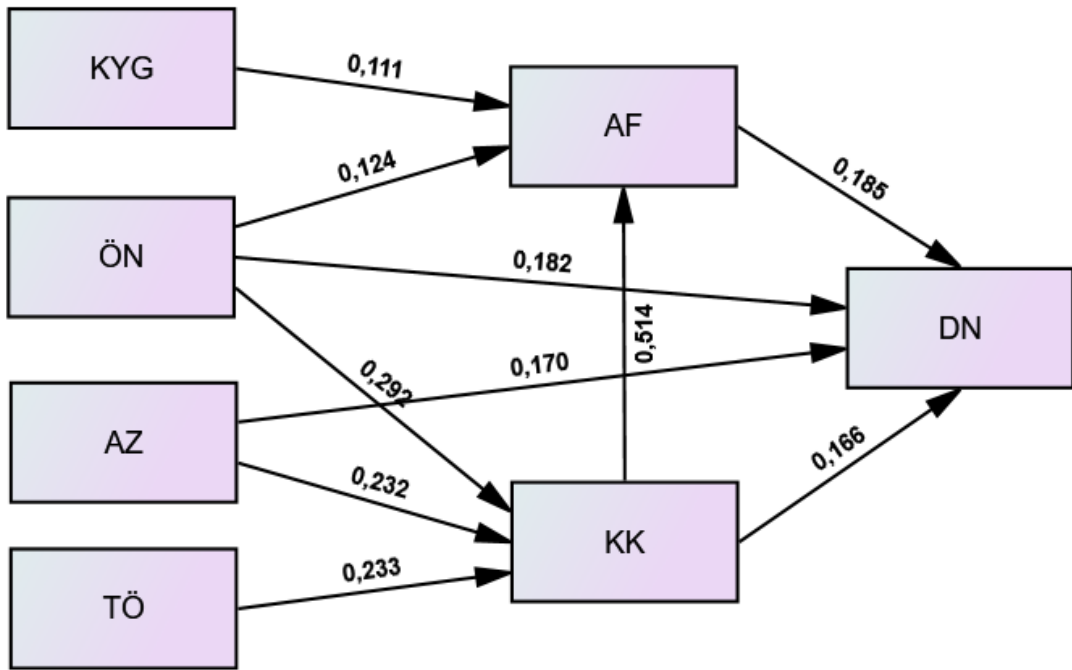 KYG
0,111
AF
0,124
0,185
ÖN
0,182
DN
0,514
0,170
0,292
AZ
0,166
0,232
KK
0,233
TÖ